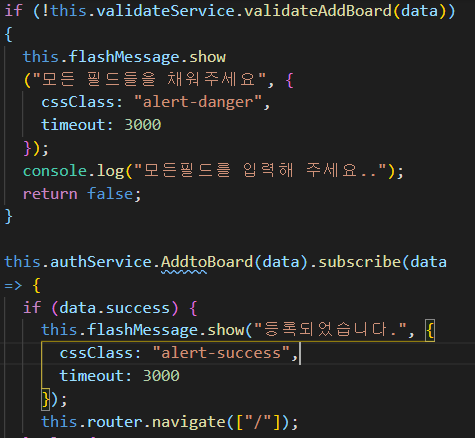 if (!this.validateService.validateAddBoard(data))
{
this.flashMessage.show
("모든 필드들을 채워주세요", {
cssClass: "alert-danger",
timeout: 3000
});
console.log("모든필드를 입력해 주세요..");
return false;
}
this.authService.AddtoBoard(data).subscribe(data
=> {
if (data.success) {
this.flashMessage.show("등록되었습니다.", {
cssClass: "alert-success",
timeout: 3000
});
this.router.navigate(["/"]);